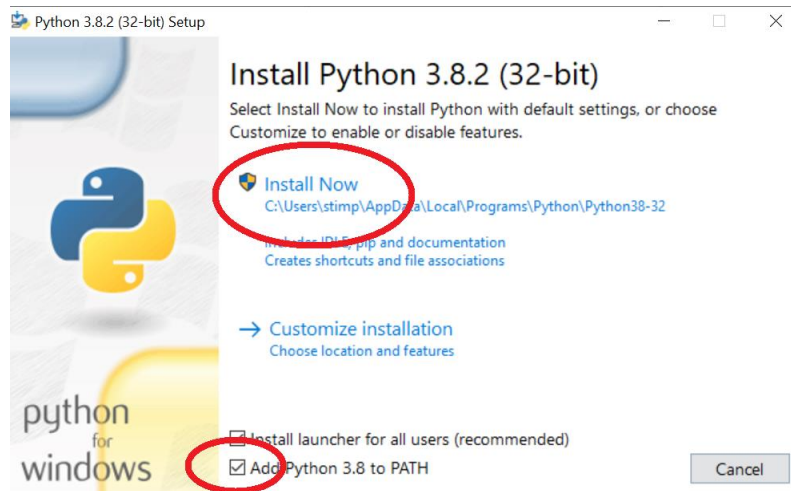 Python 3.8.2 (32-bit) Setup
Install Python 3.8.2 (32-bit)
Select Install Now to install Python with default settings, or choose
Customize to enable or disable features.
Install Now
C:\Users\stimp\AppData\Local\Programs\Python\Python38-32
Includes IDLE, pip and documentation
Creates shortcuts and file associations
→ Customize installation
Choose location and features
Install launcher for all users (recommended)
Add Python 3.8 to PATH
Cancel
python
for
windows